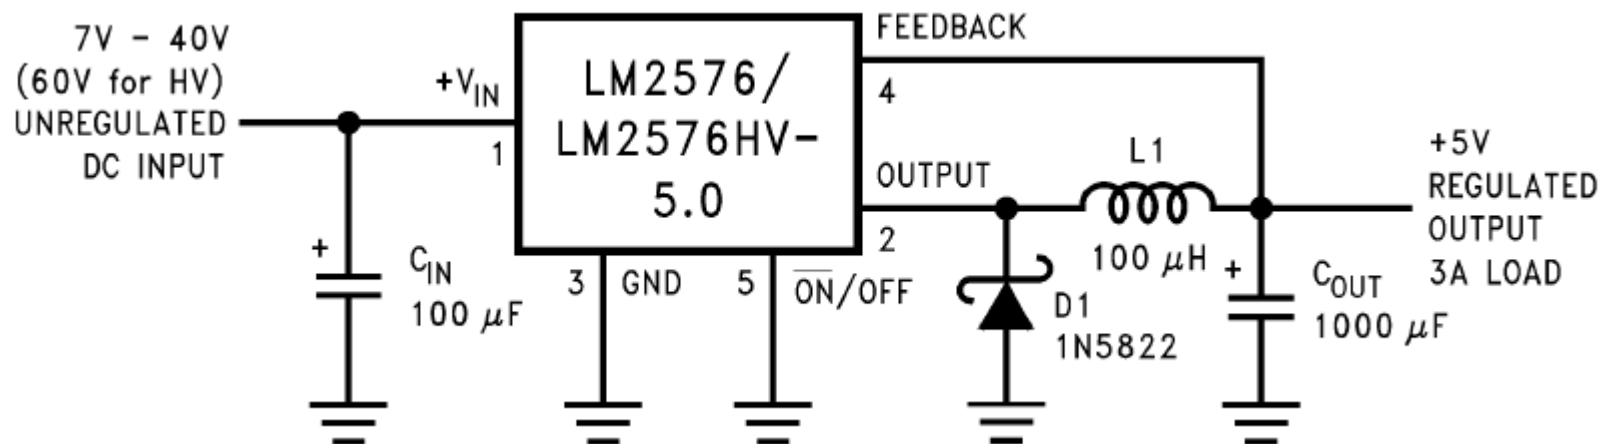 7V - 40V
(60V for HV)
UNREGULATED
DC INPUT
+VIN
1
CIN
+
100 μF
LM2576/
LM2576HV-
5.0
3
GND
5
ON/OFF
FEEDBACK
4
OUTPUT
2
D1
1N5822
L1
100 μH
+
COUT
1000 μF
+5V
REGULATED
OUTPUT
3A LOAD